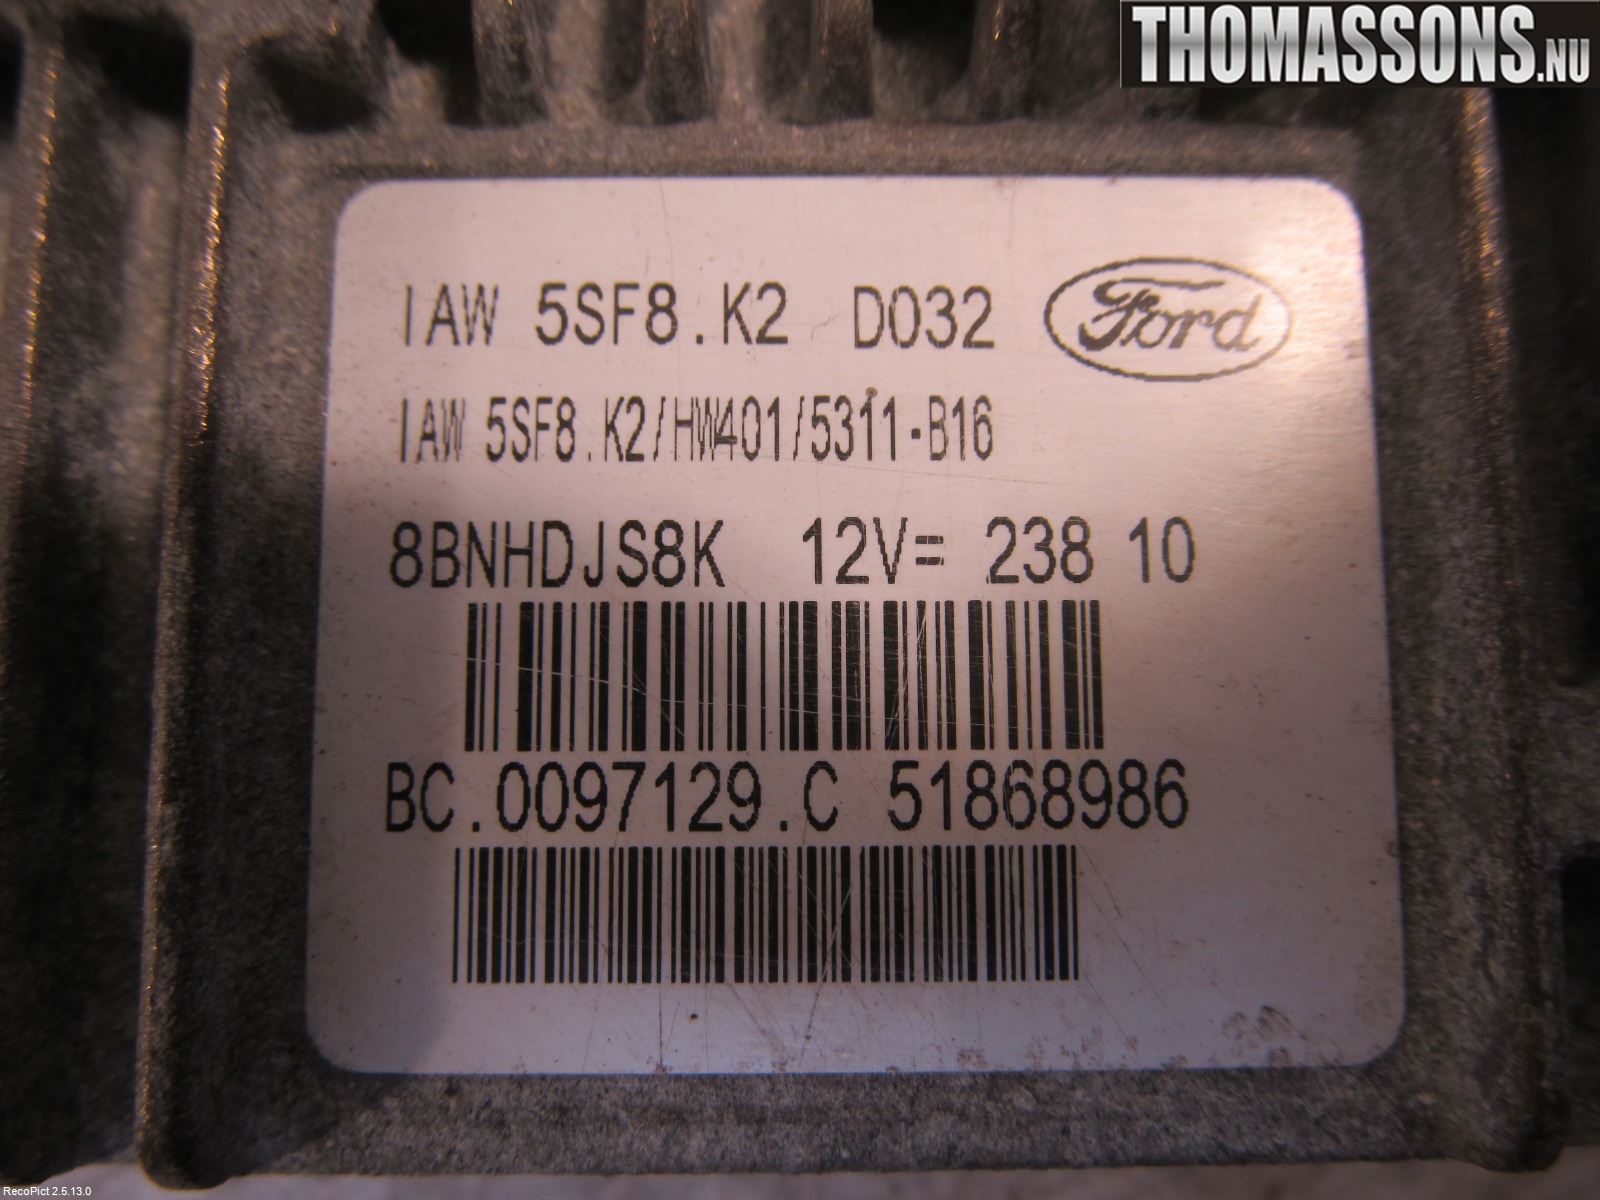 THOMASSONS.NU
IAW 5SF8.K2 D032 Ford
IAW 5SF8.K2/HW401/5311-B16
8BNHDJS8K 12V= 238 10
BC.0097129.C 51868986
RecoPict 2.5.13.0